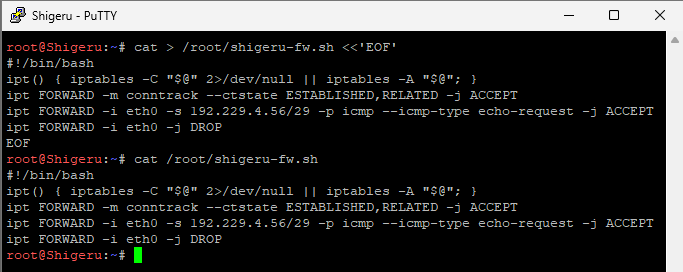 Shigeru - PuTTY
root@Shigeru:~# cat > /root/shigeru-fw.sh <<'EOF'
#!/bin/bash
ipt() { iptables -C "$@" 2>/dev/null || iptables -A "$@"; }
ipt FORWARD -m conntrack --ctstate ESTABLISHED,RELATED -j ACCEPT
ipt FORWARD -i eth0 -s 192.229.4.56/29 -p icmp --icmp-type echo-request -j ACCEPT
ipt FORWARD -i eth0 -j DROP
EOF
root@Shigeru:~# cat /root/shigeru-fw.sh
#!/bin/bash
ipt() { iptables -C "$@" 2>/dev/null || iptables -A "$@"; }
ipt FORWARD -m conntrack --ctstate ESTABLISHED,RELATED -j ACCEPT
ipt FORWARD -i eth0 -s 192.229.4.56/29 -p icmp --icmp-type echo-request -j ACCEPT
ipt FORWARD -i eth0 -j DROP
root@Shigeru:~#